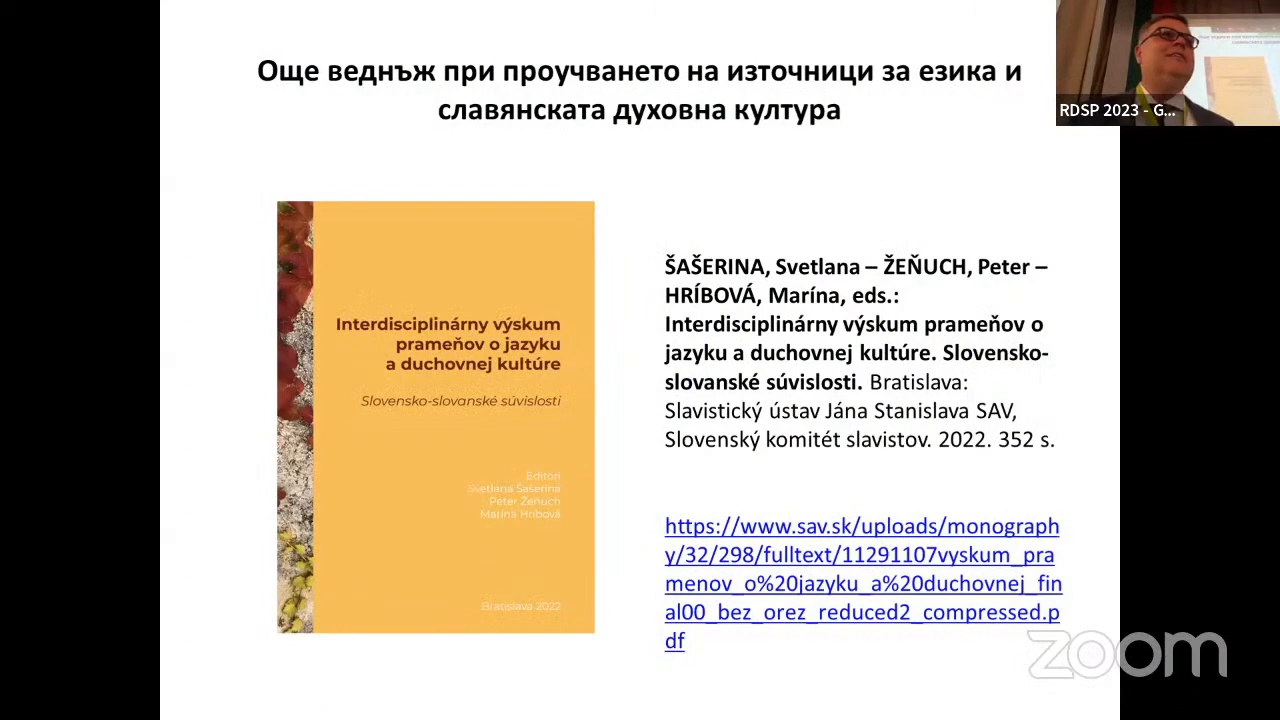 Още веднъж при проучването на източници за езика и
славянската духовна култура
RDSP 2023 - G...
Interdisciplinárny výskum
prameňov o jazyku
a duchovnej kultúre
Slovensko-slovanské súvislosti
Editori
Svetlana Šašerina
Peter Žeňuch
Marína Hríbová
Bratislava 2022
ŠAŠERINA, Svetlana – ŽEŇUCH, Peter –
HRÍBOVÁ, Marína, eds.:
Interdisciplinárny výskum prameňov o
jazyku a duchovnej kultúre. Slovensko-
slovanské súvislosti. Bratislava:
Slavistický ústav Jána Stanislava SAV,
Slovenský komitét slavistov. 2022. 352 s.
https://www.sav.sk/uploads/monograph
y/32/298/fulltext/11291107vyskum_pra
menov_o%20jazyku_a%20duchovnej_fin
al00_bez_orez_reduced2_compressed.p
df
zoom